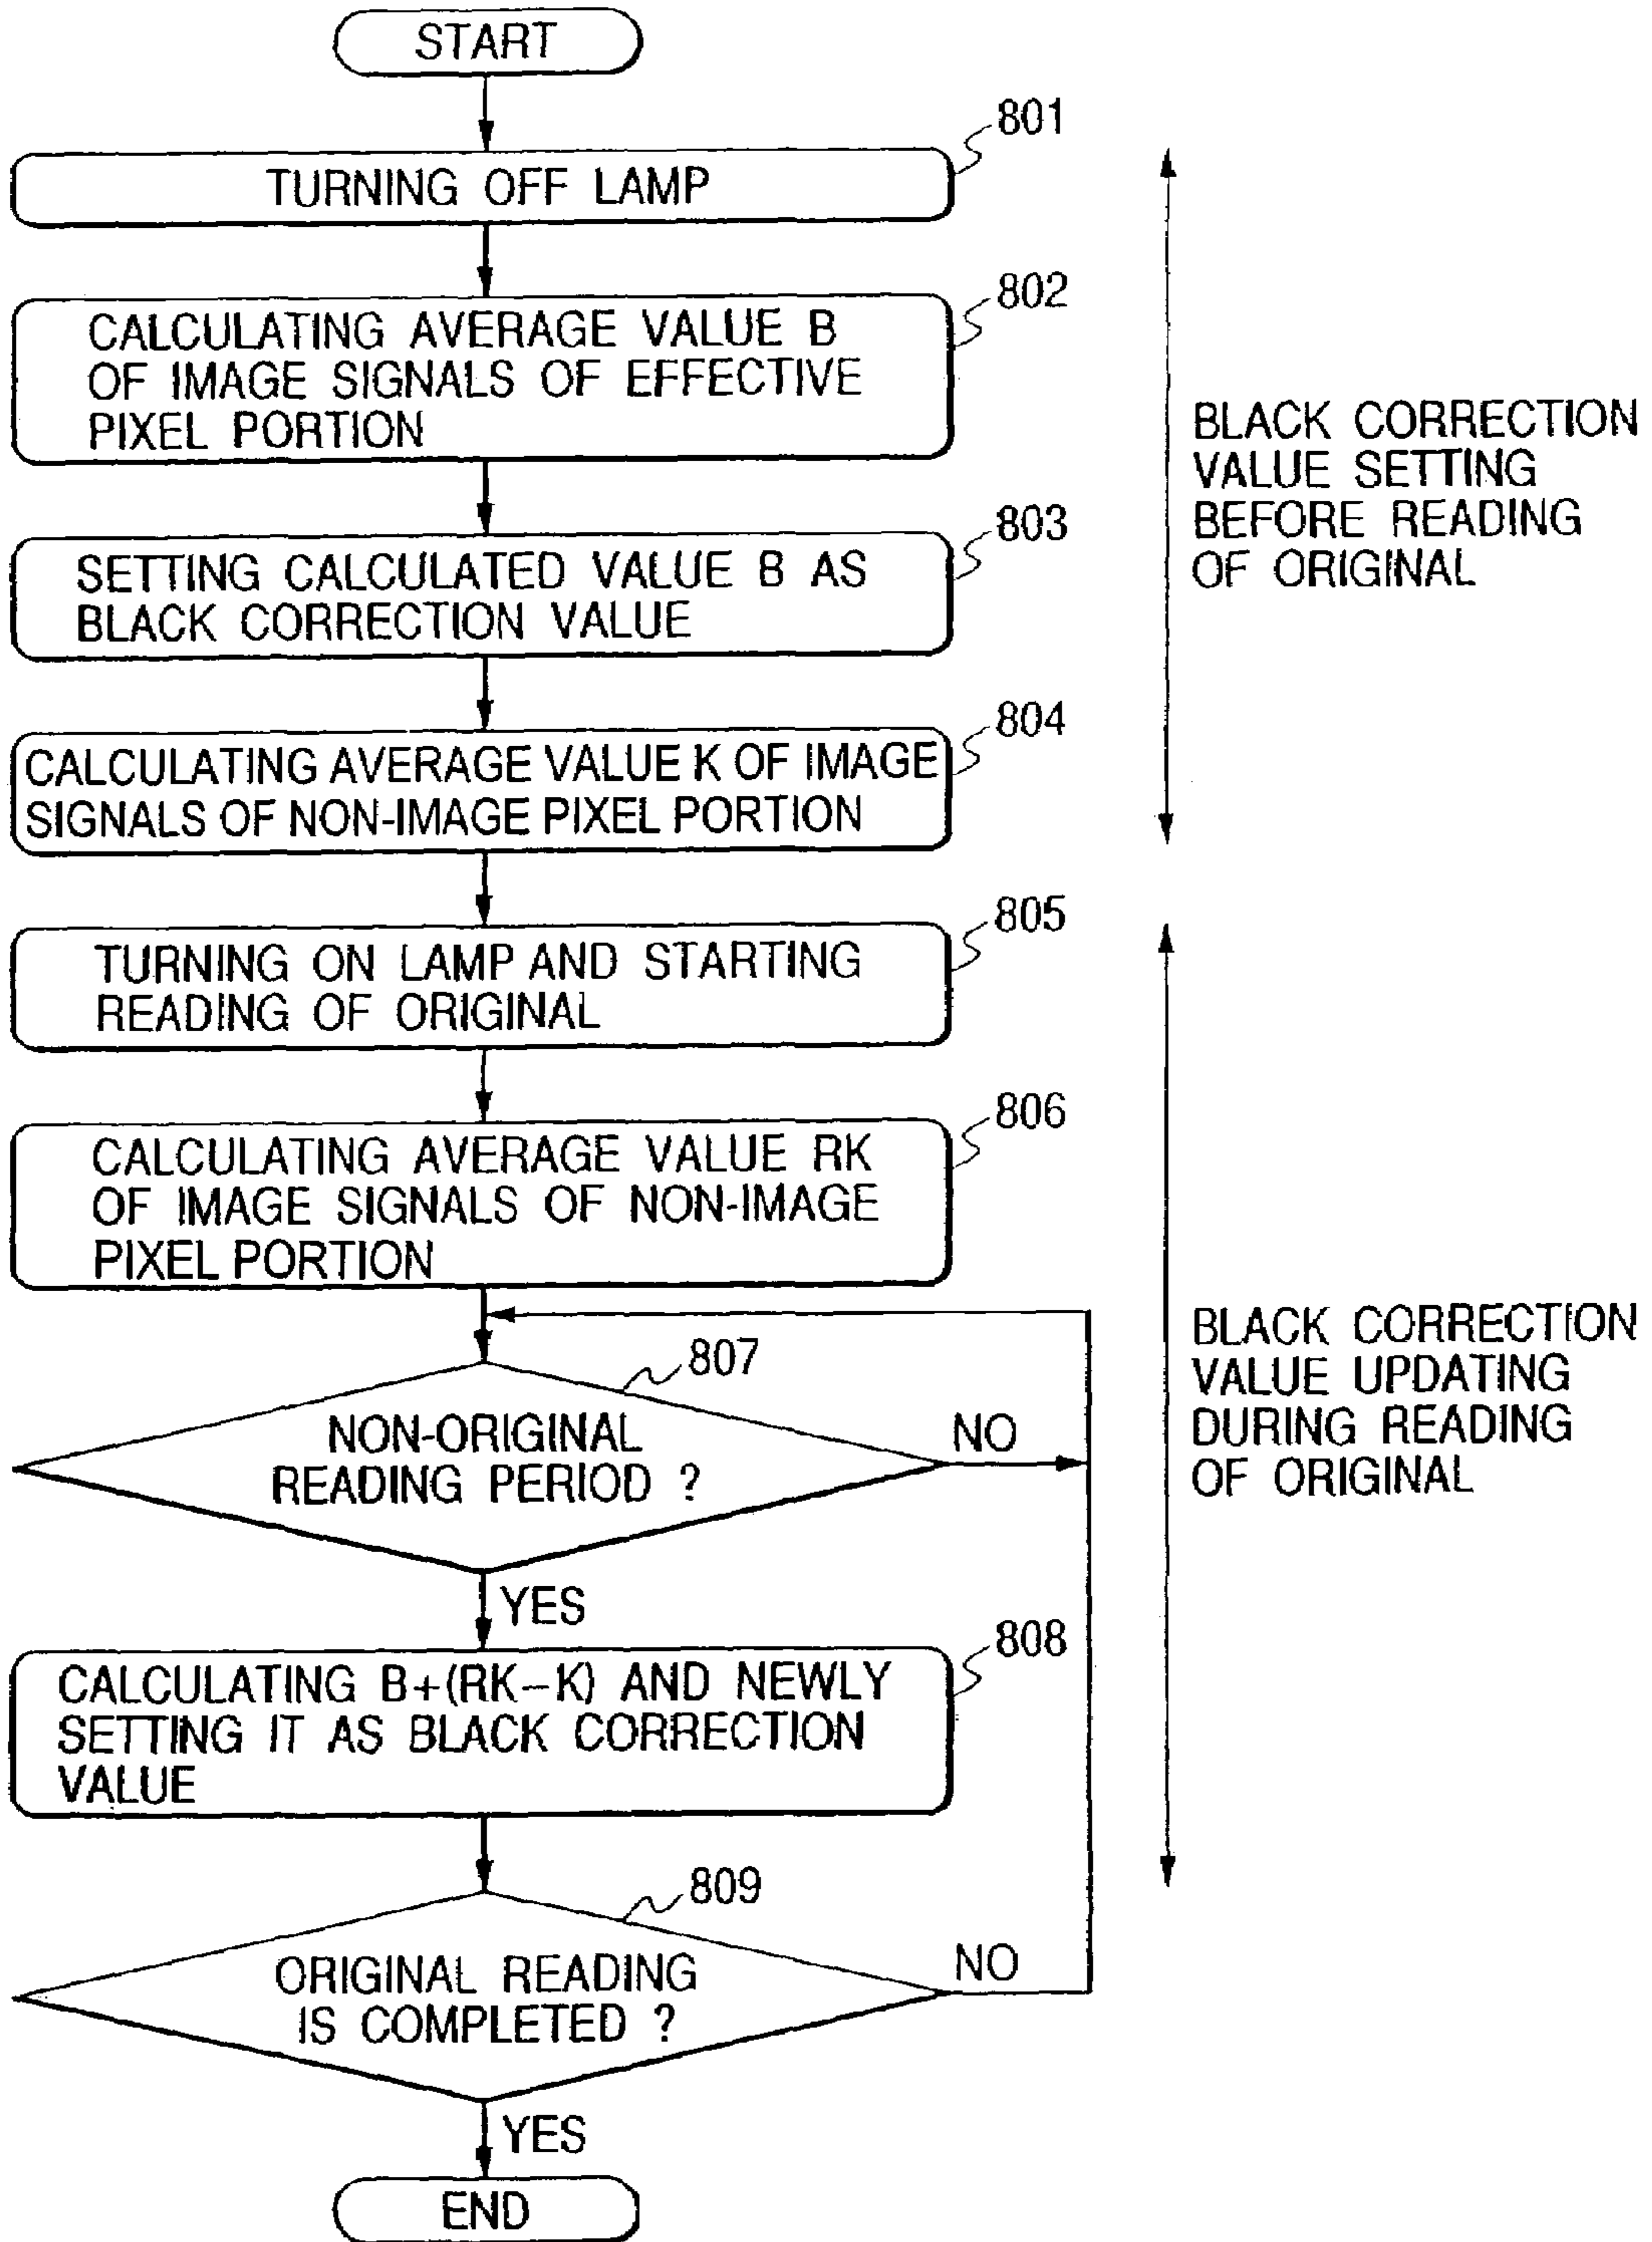 START
801
TURNING OFF LAMP
802
CALCULATING AVERAGE VALUE B
OF IMAGE SIGNALS OF EFFECTIVE
PIXEL PORTION
803
SETTING CALCULATED VALUE B AS
BLACK CORRECTION VALUE
804
CALCULATING AVERAGE VALUE K OF IMAGE
SIGNALS OF NON-IMAGE PIXEL PORTION
BLACK CORRECTION
VALUE SETTING
BEFORE READING
OF ORIGINAL
805
TURNING ON LAMP AND STARTING
READING OF ORIGINAL
806
CALCULATING AVERAGE VALUE RK
OF IMAGE SIGNALS OF NON-IMAGE
PIXEL PORTION
807
NON-ORIGINAL
READING PERIOD ?
NO
YES
808
CALCULATING B+(RK-K) AND NEWLY
SETTING IT AS BLACK CORRECTION
VALUE
BLACK CORRECTION
VALUE UPDATING
DURING READING
OF ORIGINAL
809
ORIGINAL READING
IS COMPLETED ?
NO
YES
END